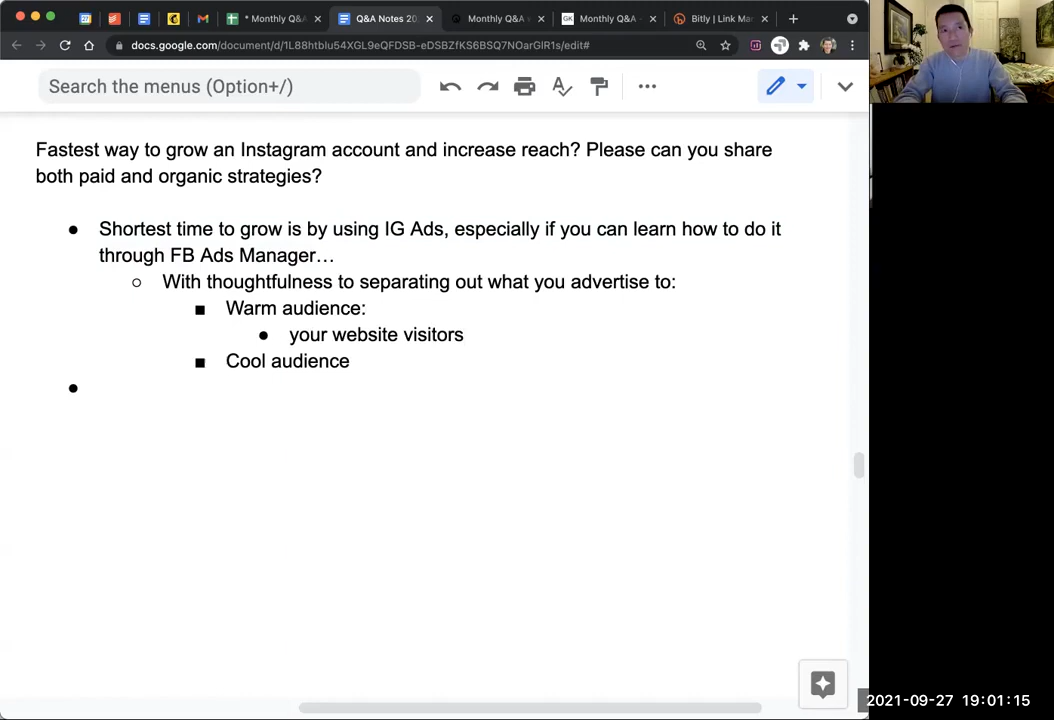 * Monthly Q&A
Q&A Notes 20
Monthly Q&A
GK
Monthly Q&A
Bitly | Link Ma
docs.google.com/document/d/1L88htblu54XGL9eQFDSB-eDSBZfKS6BSQ7NOarGIR1s/edit#
Search the menus (Option+/)
Fastest way to grow an Instagram account and increase reach? Please can you share
both paid and organic strategies?
● Shortest time to grow is by using IG Ads, especially if you can learn how to do it
through FB Ads Manager…
○ With thoughtfulness to separating out what you advertise to:
■ Warm audience:
● your website visitors
■ Cool audience
●
2021-09-27 19:01:15